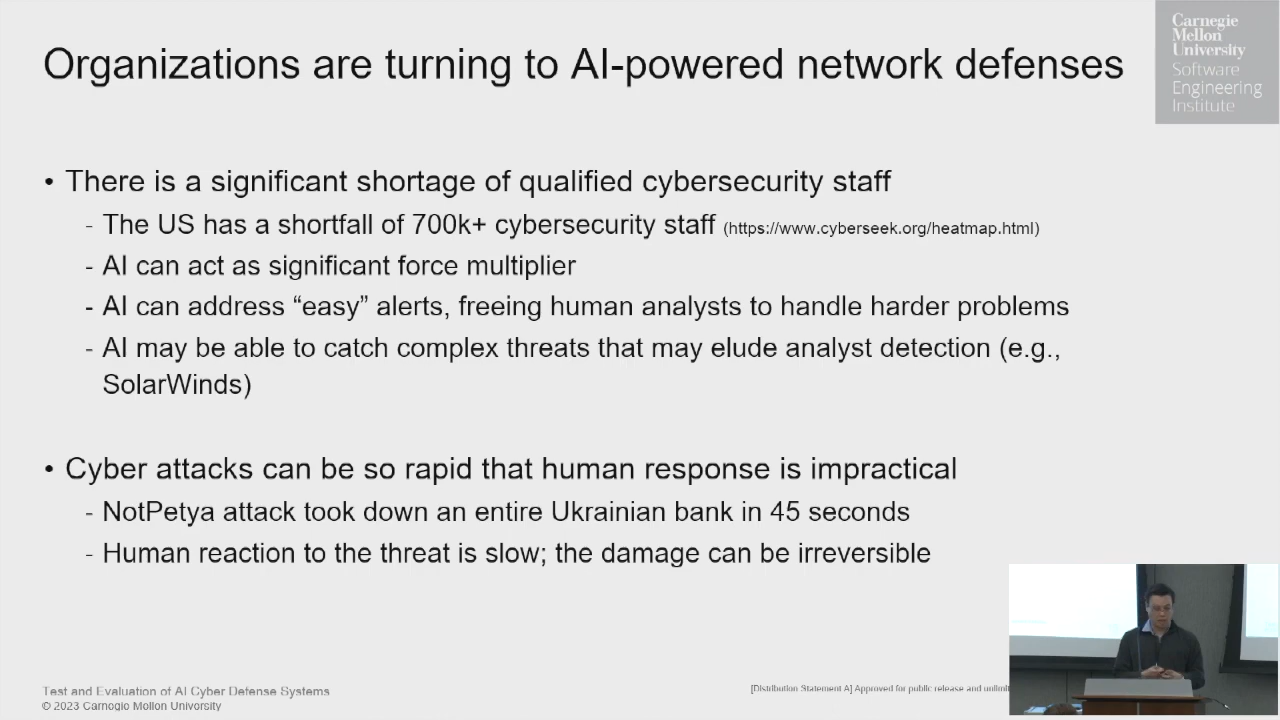 Organizations are turning to AI-powered network defenses
Carnegie
Mellon
University
Software
Engineering
Institute
• There is a significant shortage of qualified cybersecurity staff
- The US has a shortfall of 700k+ cybersecurity staff (https://www.cyberseek.org/heatmap.html)
- AI can act as significant force multiplier
- AI can address “easy” alerts, freeing human analysts to handle harder problems
- AI may be able to catch complex threats that may elude analyst detection (e.g.,
SolarWinds)
• Cyber attacks can be so rapid that human response is impractical
- NotPetya attack took down an entire Ukrainian bank in 45 seconds
- Human reaction to the threat is slow; the damage can be irreversible
Test and Evaluation of AI Cyber Defense Systems
© 2023 Carnegie Mellon University
[Distribution Statement A] Approved for public release and